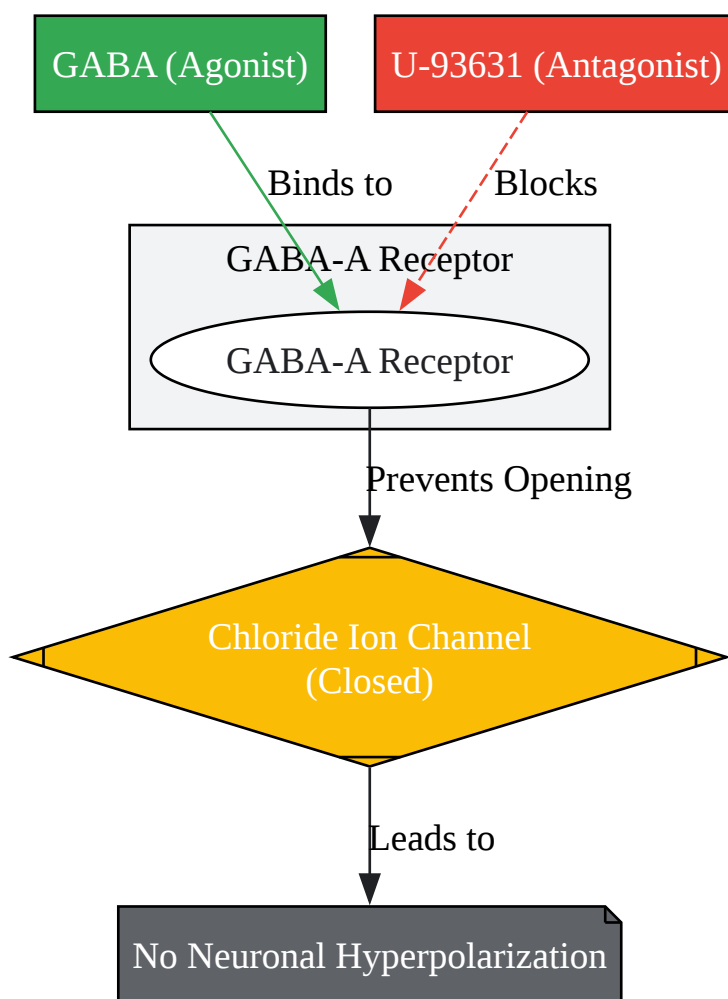 GABA (Agonist)
U-93631 (Antagonist)
Binds to
Blocks
GABA-A Receptor
GABA-A Receptor
Prevents Opening
Chloride Ion Channel
(Closed)
Leads to
No Neuronal Hyperpolarization